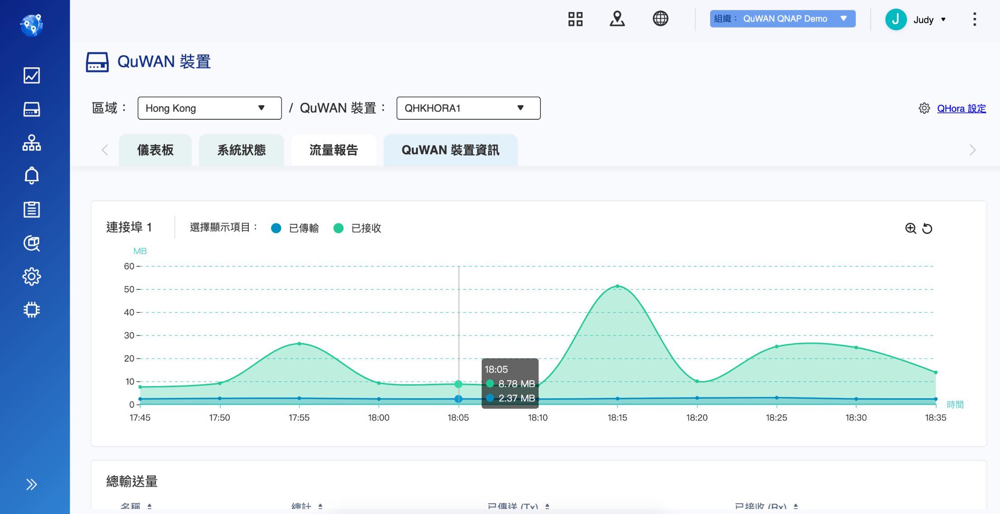 組織： QuWAN QNAP Demo
J Judy
QuWAN 裝置
區域： Hong Kong / QuWAN 裝置： QHKHORA1
QHora 設定
儀表板 系統狀態 流量報告 QuWAN 裝置資訊
連接埠 1 選擇顯示項目： 已傳輸 已接收
MB
60
50
40
30
20
10
0
18:05
8.78 MB
2.37 MB
時間
17:45 17:50 17:55 18:00 18:05 18:10 18:15 18:20 18:25 18:30 18:35
總輸送量
名稱 總計 已傳送 (Tx) 已接收 (Rx)